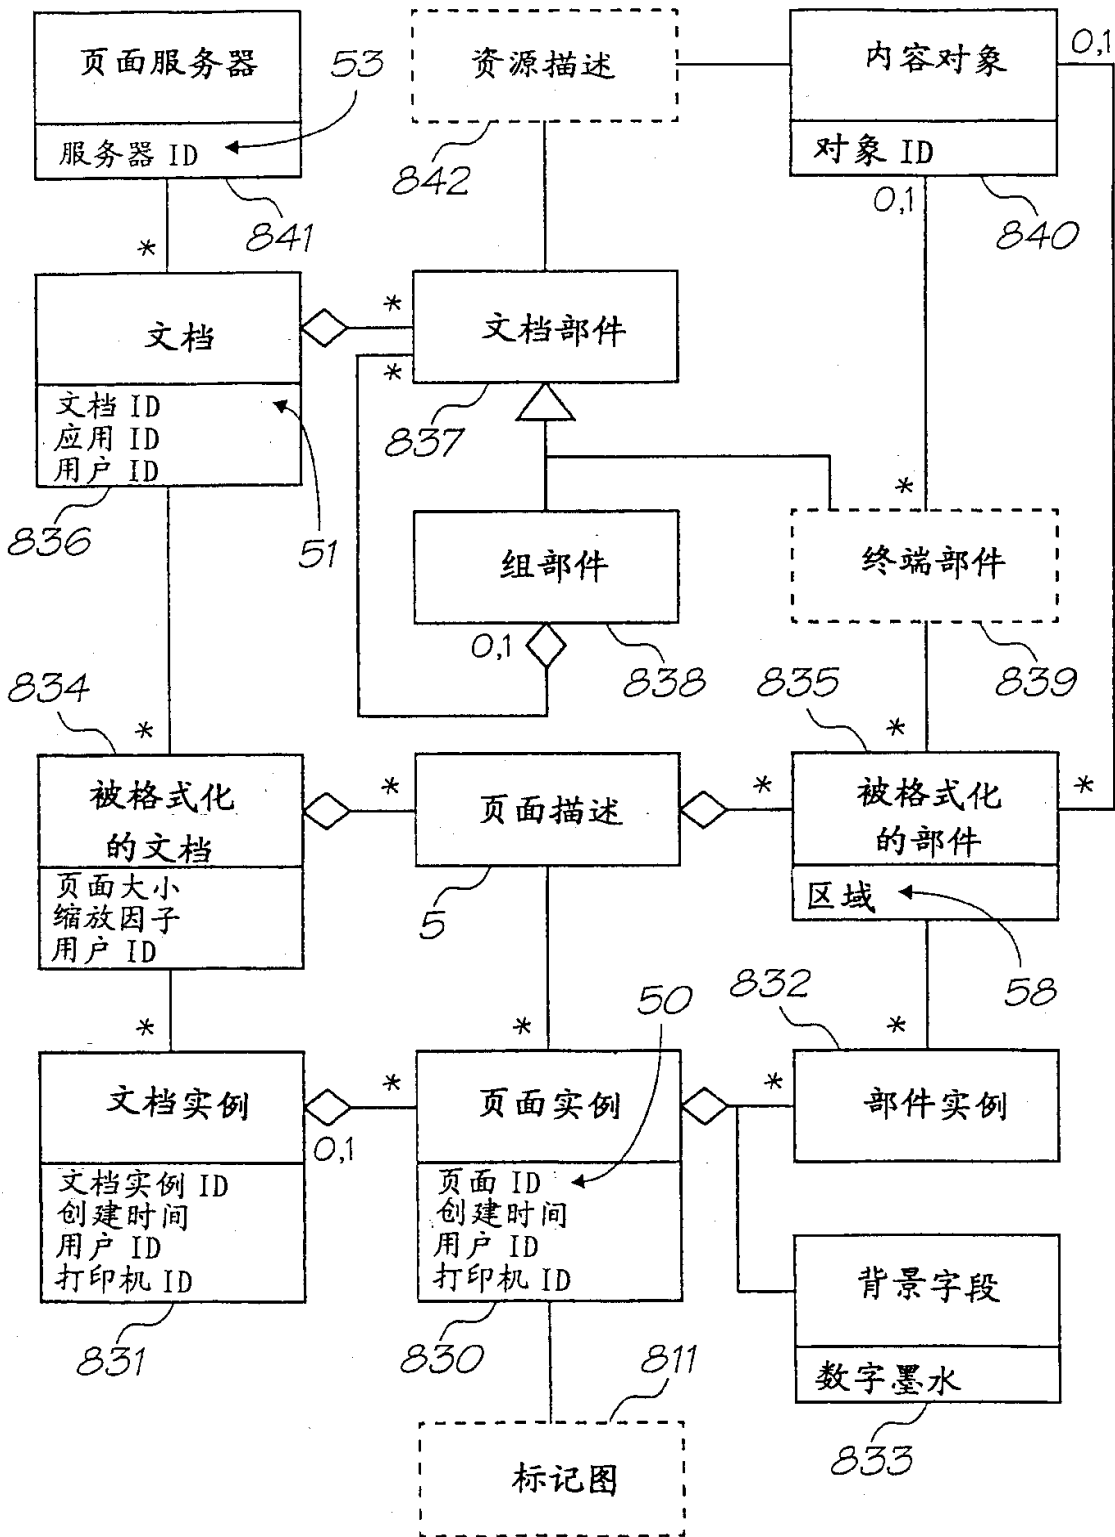 页面服务器
53
服务器 ID
841
资源描述
842
内容对象
0,1
对象 ID
0,1
840
*
文档
*
文档部件
*
文档 ID
应用 ID
用户 ID
836
51
837
*
组部件
终端部件
0,1
838
839
834
835
*
*
被格式化
的文档
*
页面描述
*
被格式化
的部件
*
页面大小
缩放因子
用户 ID
5
区域
58
832
50
*
*
*
文档实例
*
0,1
页面实例
*
部件实例
文档实例 ID
创建时间
用户 ID
打印机 ID
831
页面 ID
创建时间
用户 ID
打印机 ID
830
背景字段
数字墨水
833
811
标记图